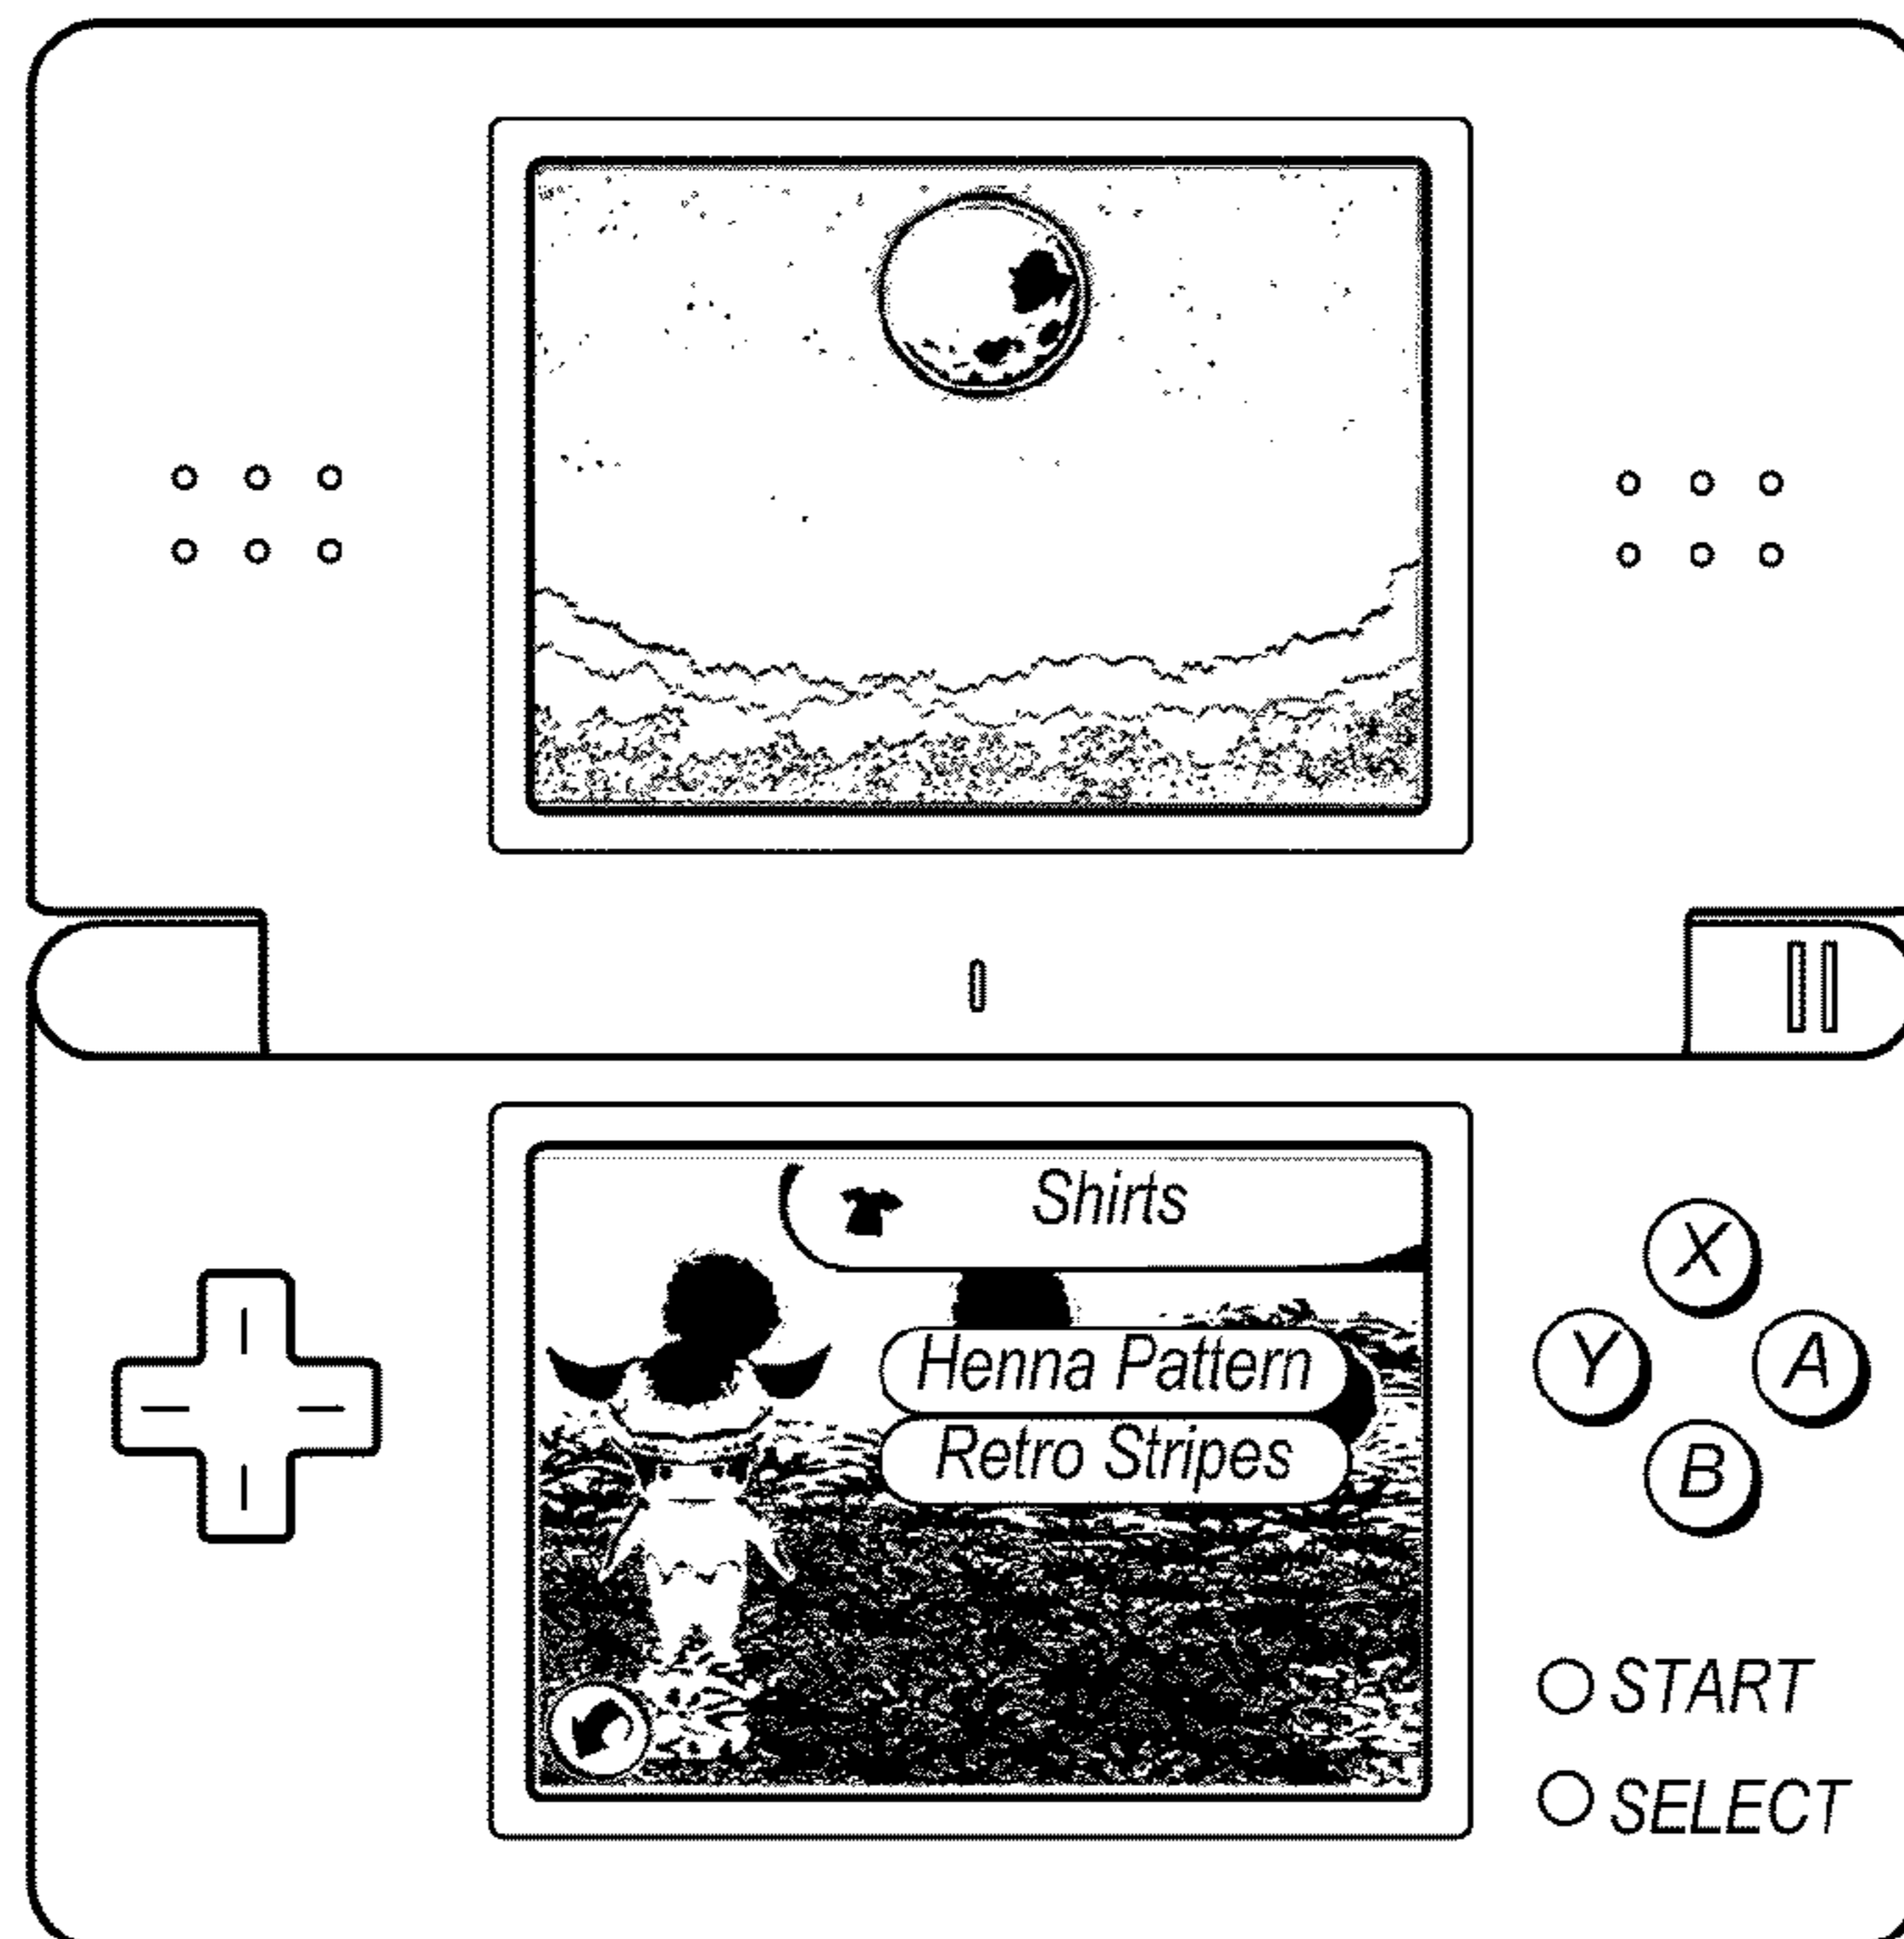 Shirts
Henna Pattern
Retro Stripes
X
Y
A
B
START
SELECT